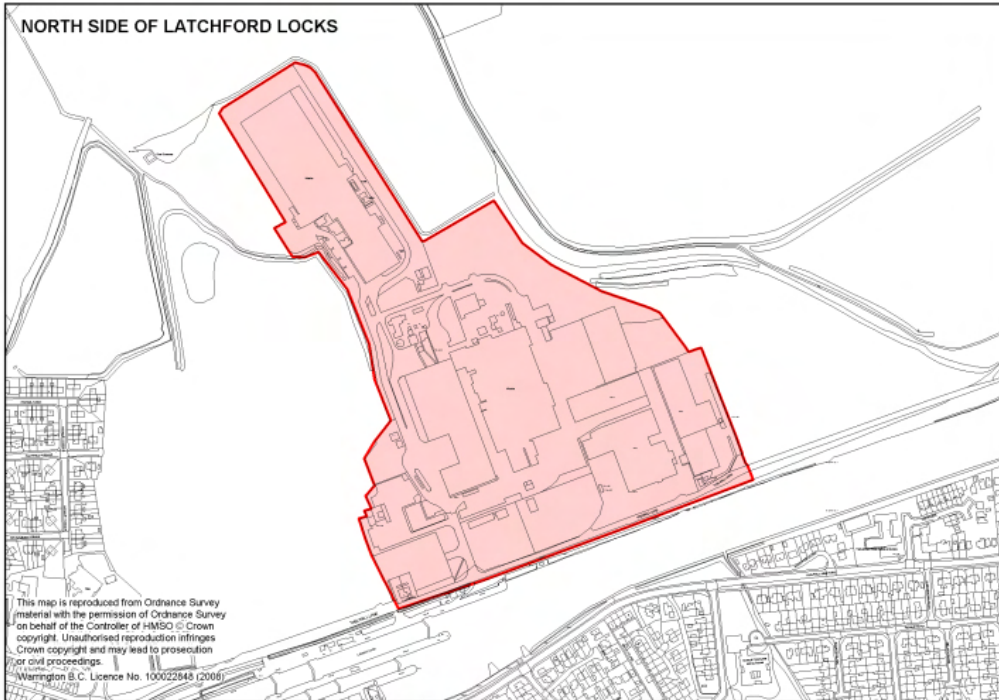 NORTH SIDE OF LATCHFORD LOCKS
This map is reproduced from Ordnance Survey
material with the permission of Ordnance Survey
on behalf of the Controller of HMSO © Crown
copyright. Unauthorised reproduction infringes
Crown copyright and may lead to prosecution
or civil proceedings.
Warrington B.C. Licence No. 100022848 (2008)